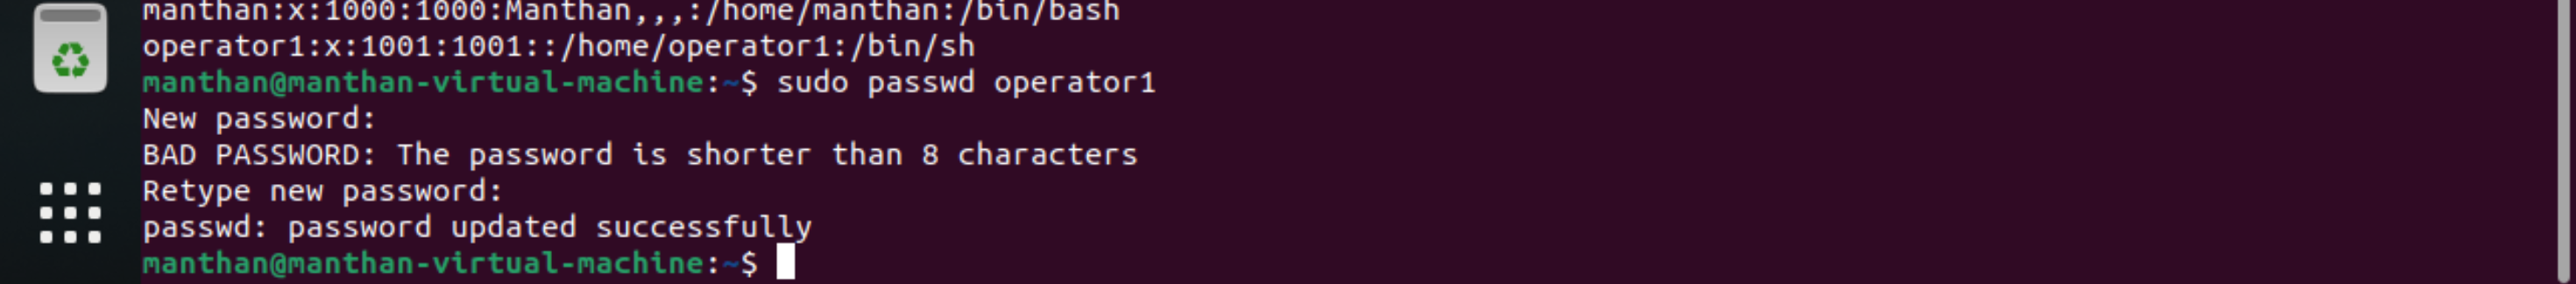 manthan:x:1000:1000:Manthan,,,:/home/manthan:/bin/bash
operator1:x:1001:1001::/home/operator1:/bin/sh
manthan@manthan-virtual-machine:~$ sudo passwd operator1
New password:
BAD PASSWORD: The password is shorter than 8 characters
Retype new password:
passwd: password updated successfully
manthan@manthan-virtual-machine:~$